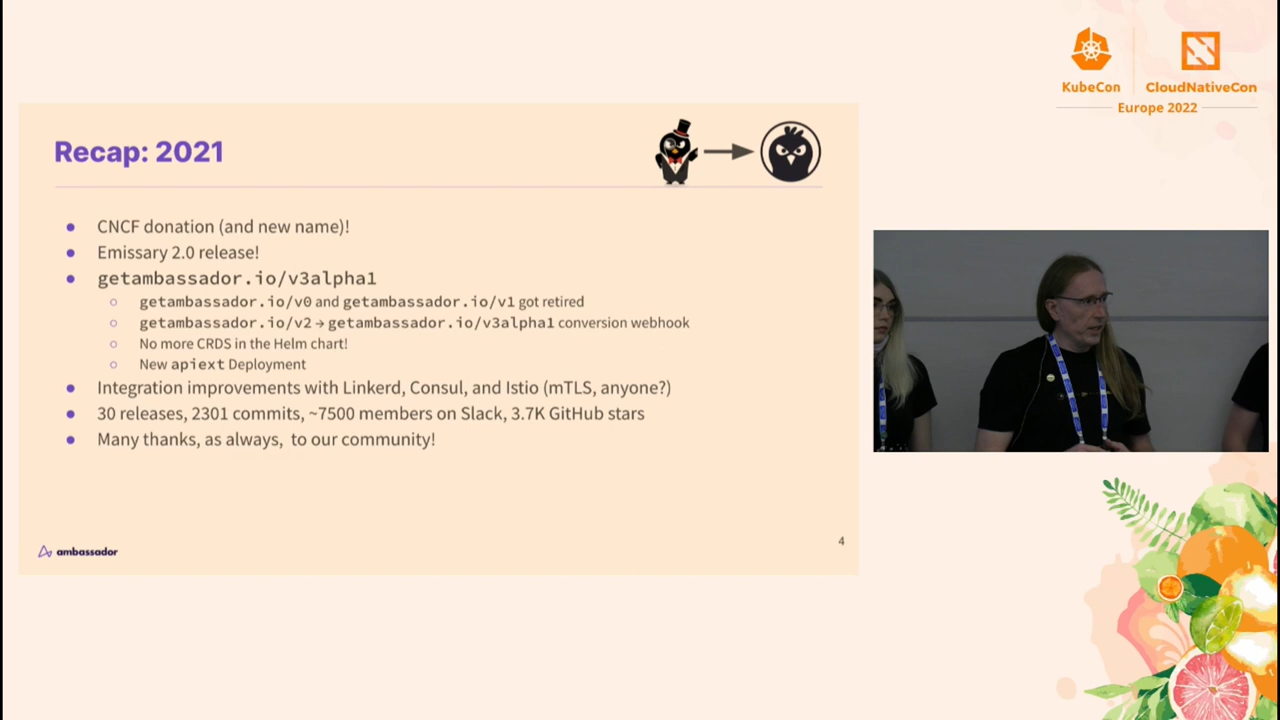 KubeCon
CloudNativeCon
Europe 2022
Recap: 2021
● CNCF donation (and new name)!
● Emissary 2.0 release!
● getambassador.io/v3alpha1
○ getambassador.io/v0 and getambassador.io/v1 got retired
○ getambassador.io/v2 → getambassador.io/v3alpha1 conversion webhook
○ No more CRDS in the Helm chart!
○ New apiext Deployment
● Integration improvements with Linkerd, Consul, and Istio (mTLS, anyone?)
● 30 releases, 2301 commits, ~7500 members on Slack, 3.7K GitHub stars
● Many thanks, as always, to our community!
ambassador
4